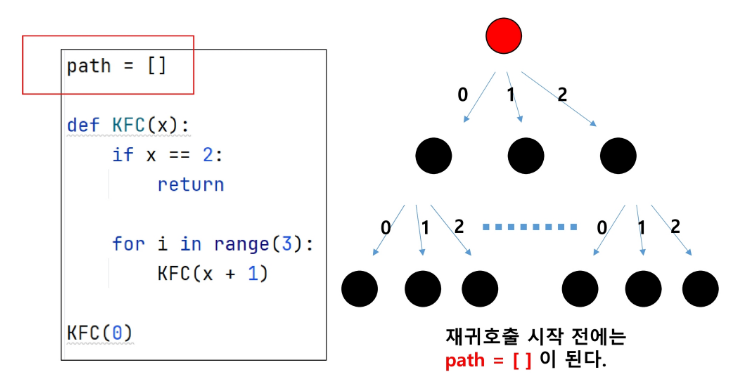 path = []
def KFC(x):
if x == 2:
return
for i in range(3):
KFC(x + 1)
KFC(0)
0 1 2
0 1 2 0 1 2
재귀호출 시작 전에는
path = [ ] 이 된다.